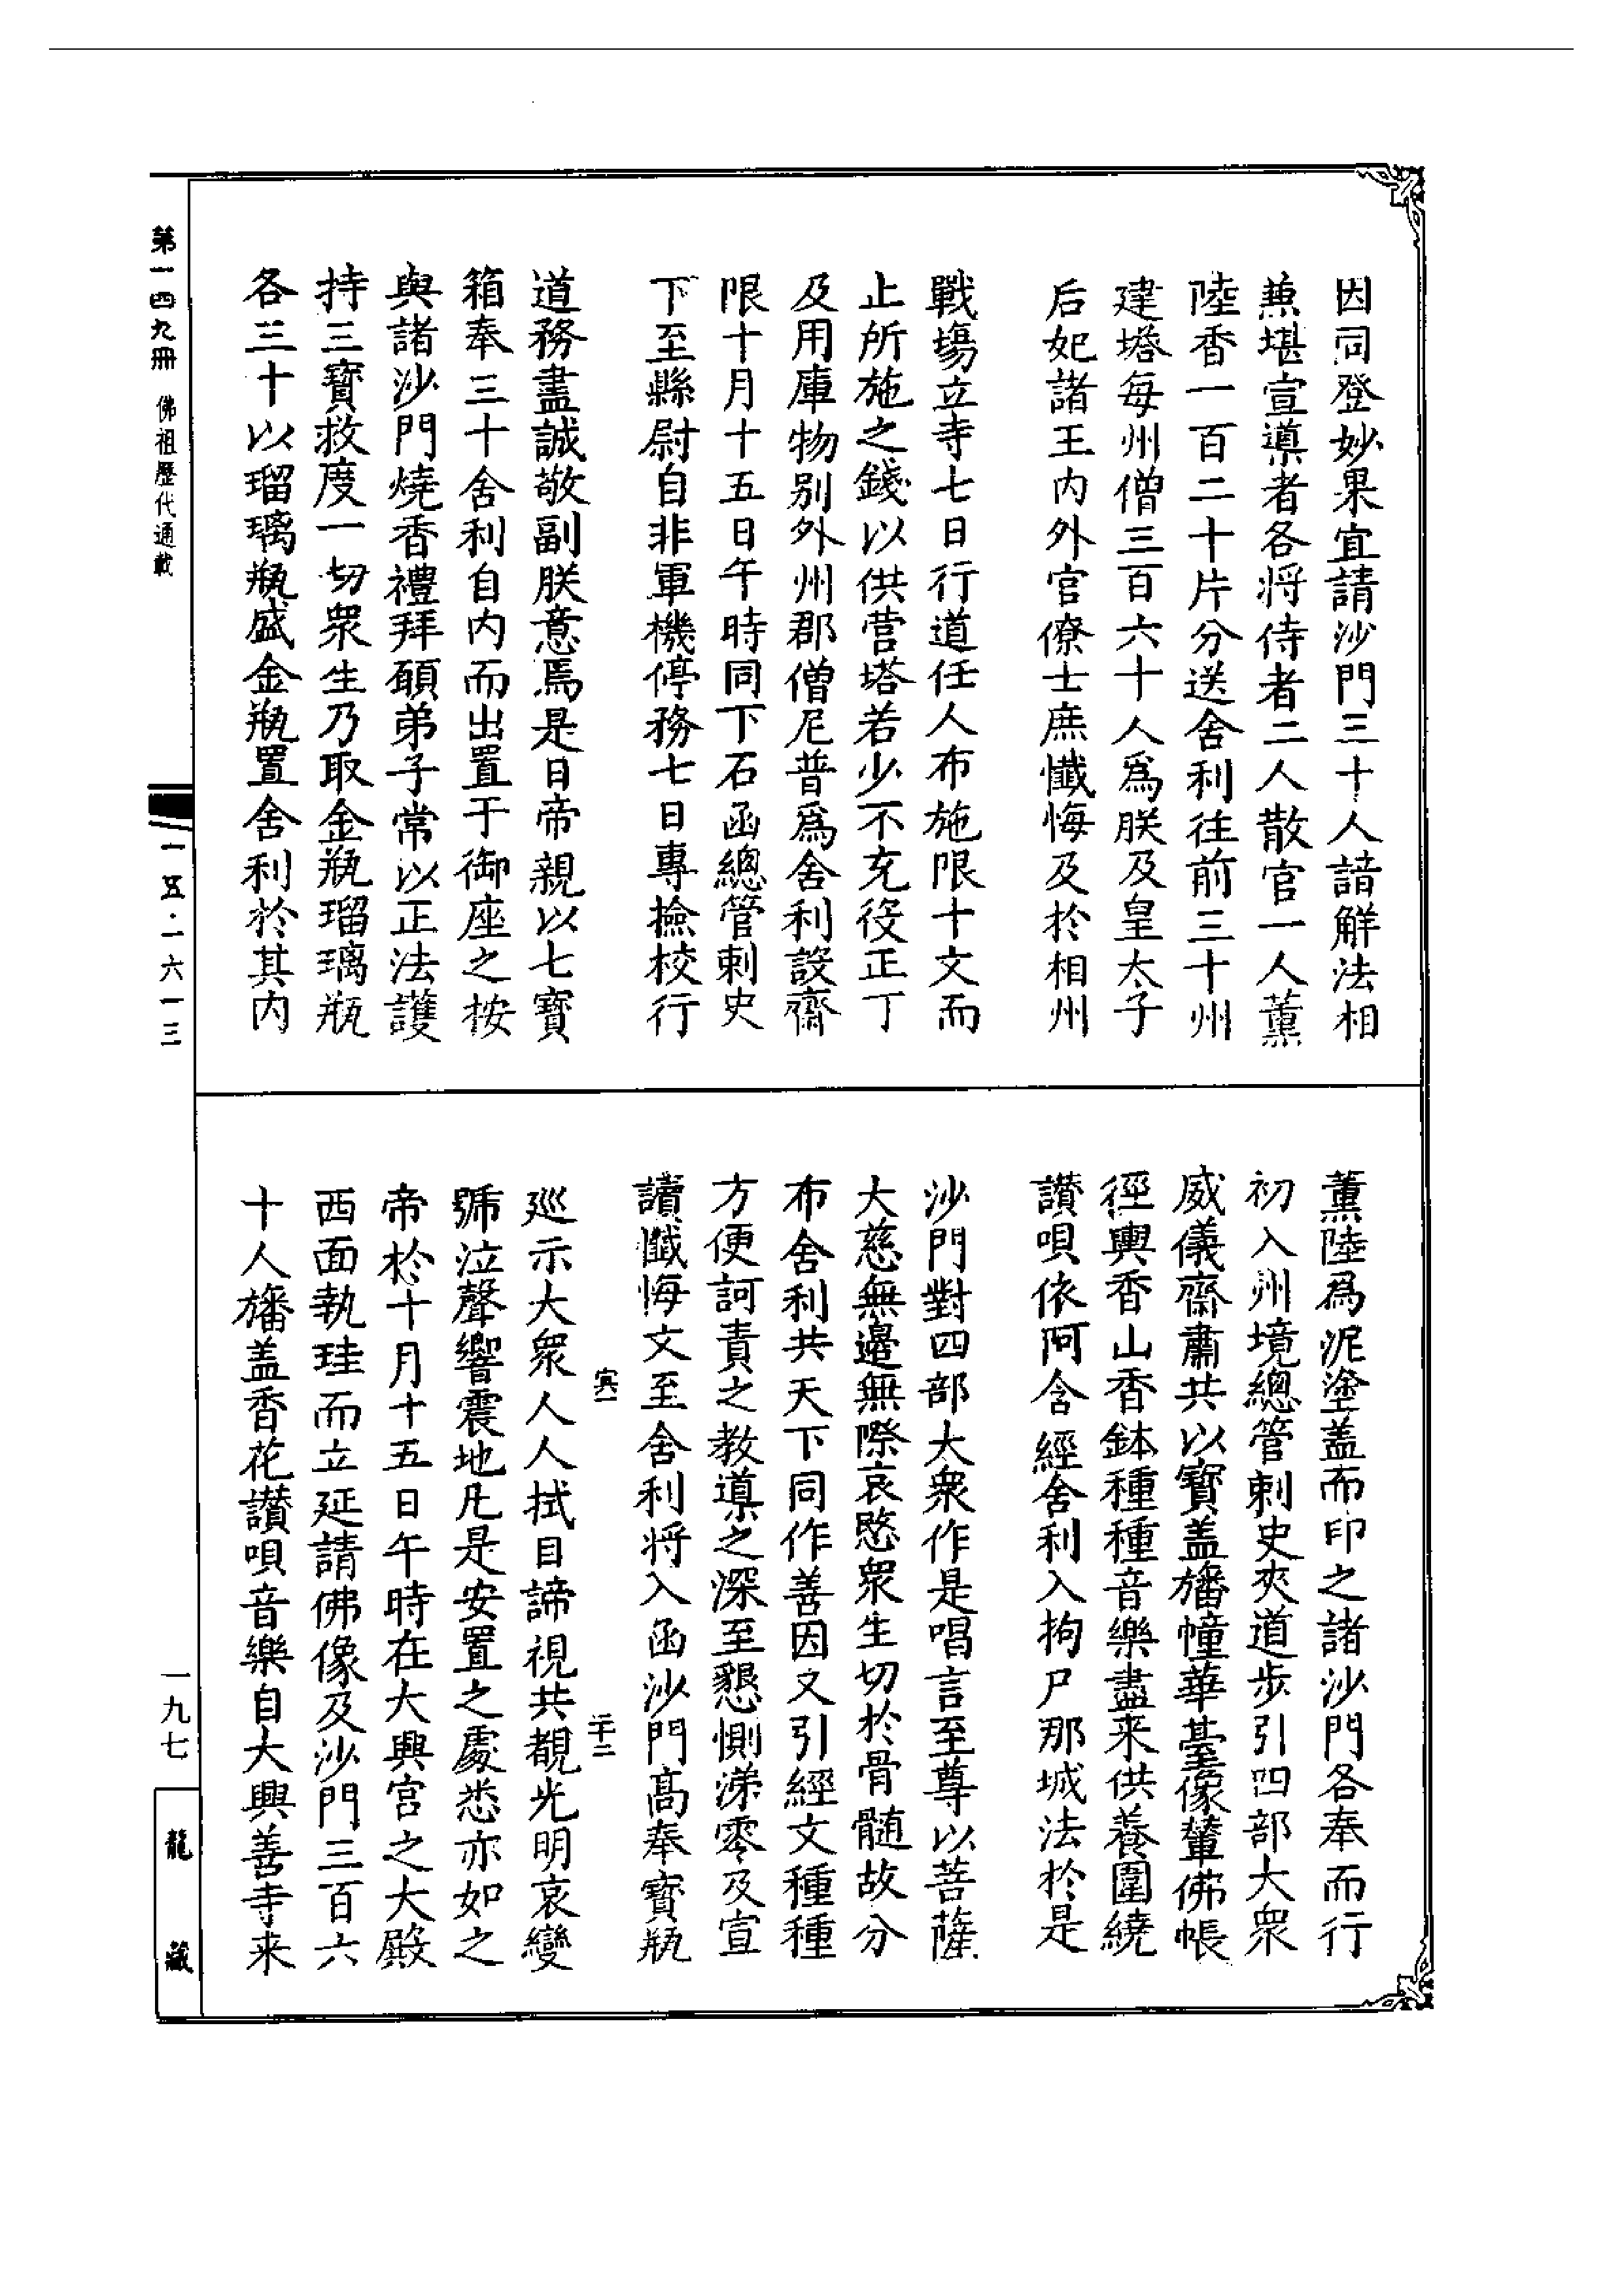 因同登妙果宜請沙門三十人諳解法相
兼堪宣導者各將侍者二人散官一人薰
陸香一百二十片分送舍利往前三十州
建塔每州僧三百六十人爲朕及皇太子
后妃諸王内外官僚士庶懺悔及於相州
戰場立寺七日行道任人布施限十文而
止所施之錢以供營塔若少不充役正丁
及用庫物别外州郡僧尼普爲舍利設齋
限十月十五日午時同下石函總管刺史
下至縣尉自非軍機停務七日專撿校行
道務盡誠敬副朕意焉是日帝親以七寶
箱奉三十舍利自内而出置于御座之按
與諸沙門燒香禮拜願弟子常以正法護
持三寶救度一切衆生乃取金瓶瑠璃瓶
各三十以瑠璃瓶盛金瓶置舍利於其内
薰陸爲泥塗盖而印之諸沙門各奉而行
初入州境總管刺史夾道步引四部大衆
威儀齋肅共以寶盖旛幢華臺像輦佛帳
徑輿香山香鉢種種音樂盡来供養圍繞
讚唄依阿含經舍利入拘尸那城法於是
沙門對四部大衆作是唱言至尊以菩薩
大慈無邊無際哀愍衆生切於骨髄故分
布舍利共天下同作善因又引經文種種
方便訶責之教導之深至懇惻涕零及宣
讀懺悔文至舍利將入函沙門高奉寶瓶
賓一
二十二
廵示大衆人人拭目諦視共覩光明哀變
號泣聲響震地凡是安置之處悉亦如之
帝於十月十五日午時在大興宮之大殿
西面執珪而立延請佛像及沙門三百六
十人旛盖香花讃唄音樂自大興善寺来
第一四九冊 佛祖歷代通載
一五·一六一三
一九七
龍藏